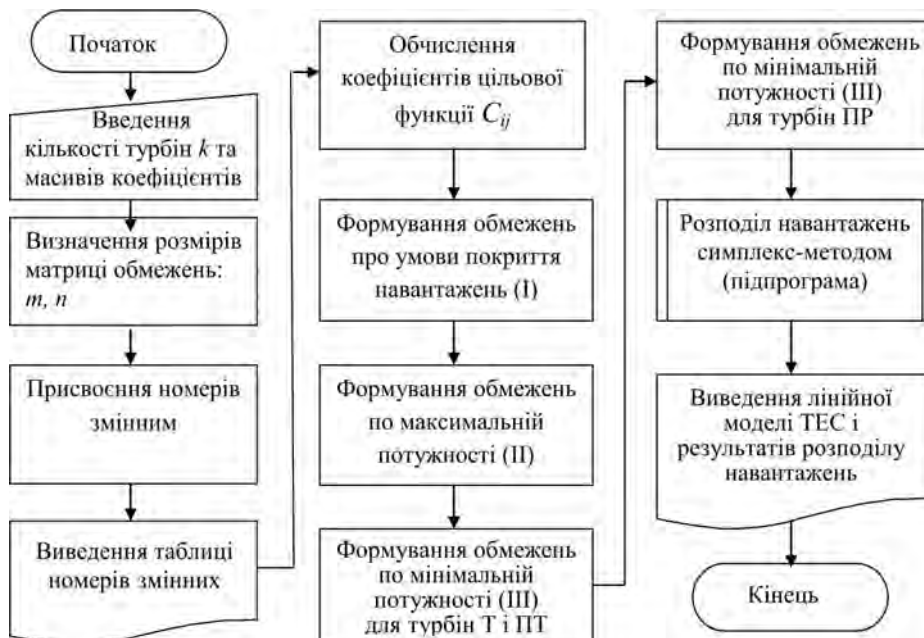 Початок
Введення
кількості турбін k та
масивів коефіцієнтів
Визначення розмірів
матриці обмежень:
m, n
Присвоєння номерів
змінним
Виведення таблиці
номерів змінних
Обчислення
коефіцієнтів цільової
функції Cij
Формування обмежень
про умови покриття
навантажень (I)
Формування обмежень
по максимальній
потужності (II)
Формування обмежень
по мінімальній
потужності (III)
для турбін Т і ПТ
Формування обмежень
по мінімальній
потужності (III)
для турбін ПР
Розподіл навантажень
симплекс-методом
(підпрограма)
Виведення лінійної
моделі ТЕС і
результатів розподілу
навантажень
Кінець